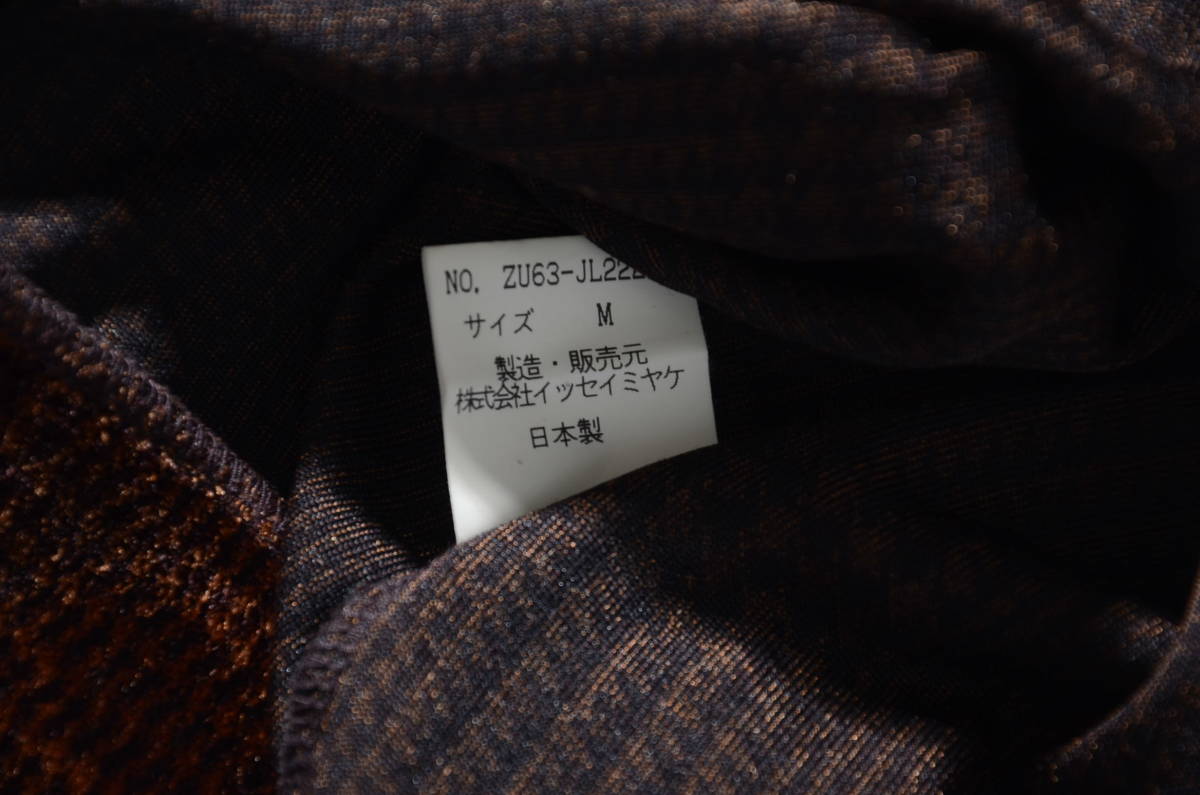 NO. ZU63-JL222
サイズ M
製造・販売元
株式会社イッセイミヤケ
日本製